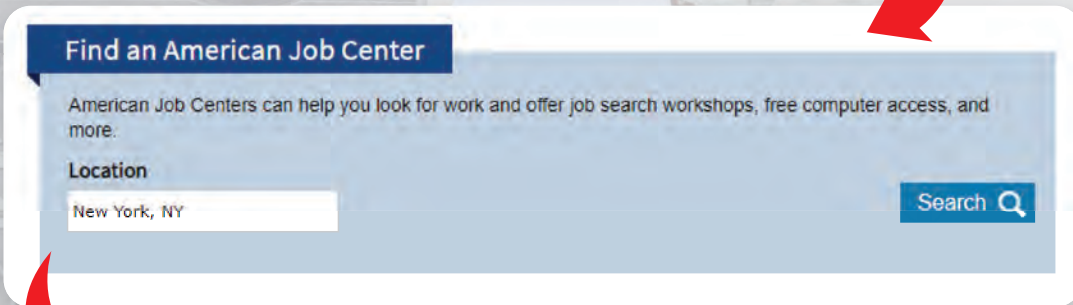 Find an American Job Center
American Job Centers can help you look for work and offer job search workshops, free computer access, and
more.
Location
New York, NY
Search